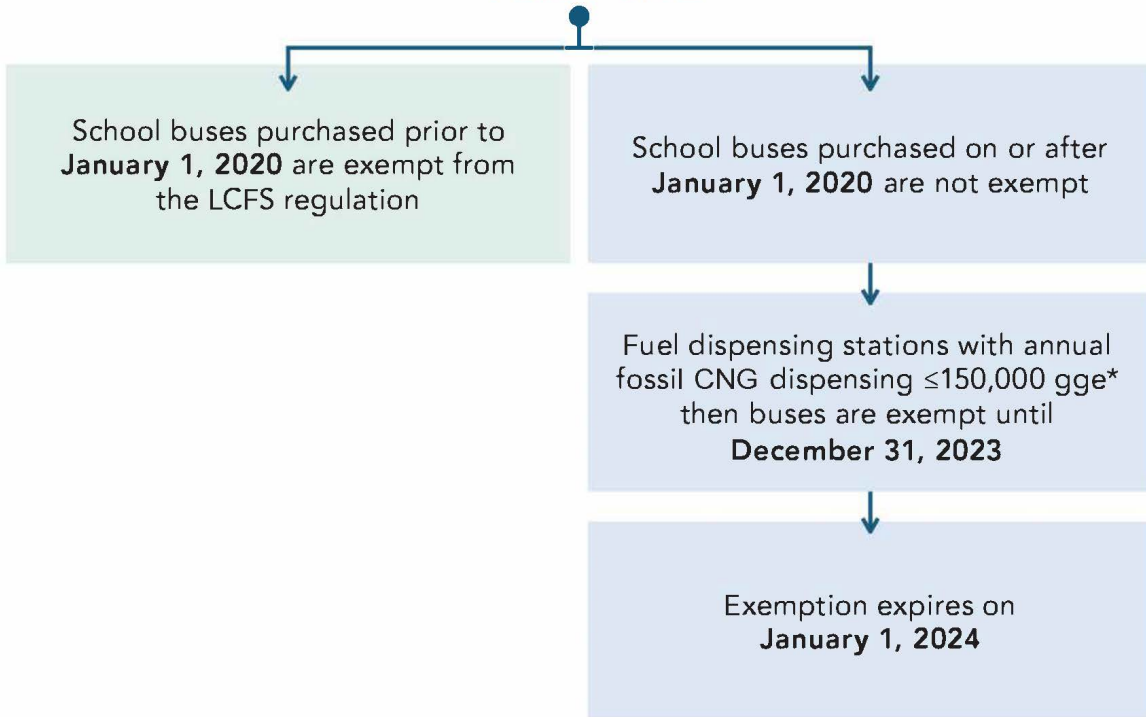 School buses purchased prior to
January 1, 2020 are exempt from
the LCFS regulation
School buses purchased on or after
January 1, 2020 are not exempt
Fuel dispensing stations with annual
fossil CNG dispensing ≤150,000 gge*
then buses are exempt until
December 31, 2023
Exemption expires on
January 1, 2024